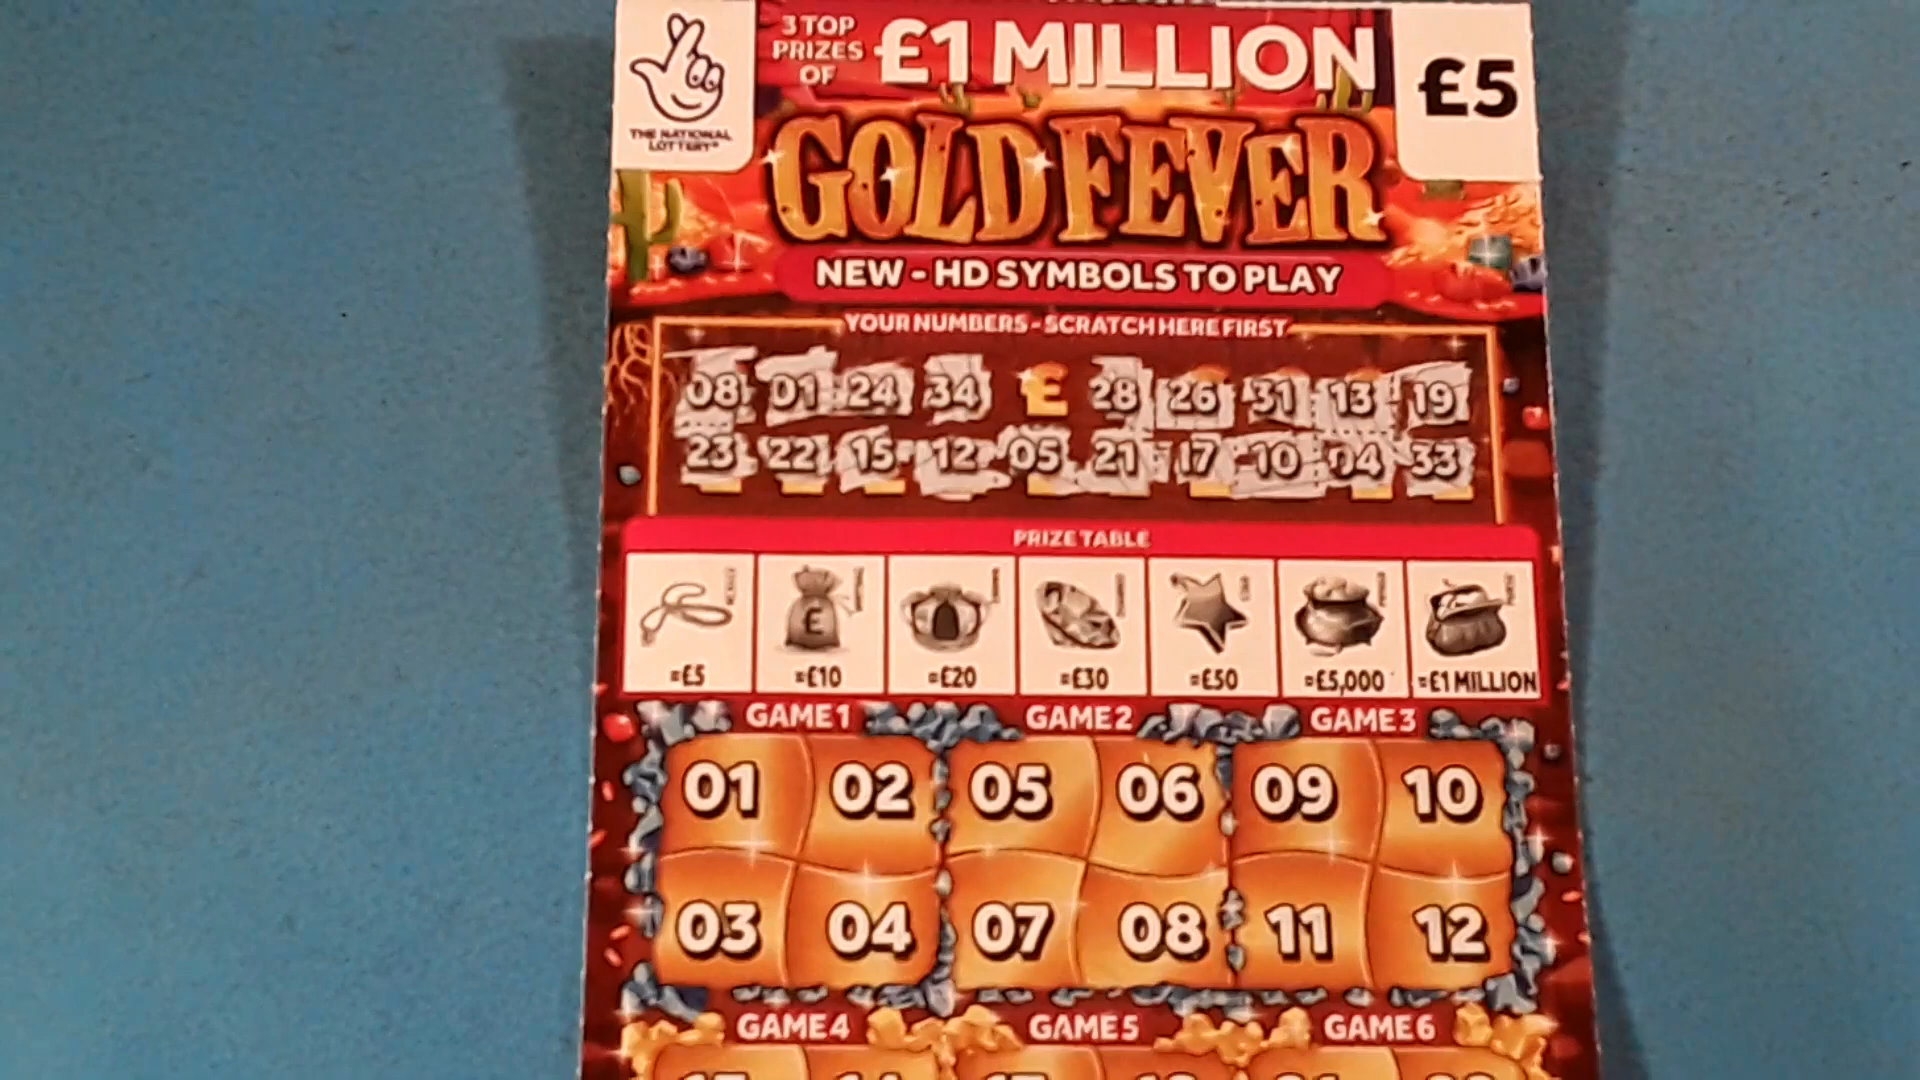 3 TOP
PRIZES
OF
£1 MILLION
£5
THE NATIONAL
LOTTERY®
GOLD FEVER
NEW - HD SYMBOLS TO PLAY
YOUR NUMBERS - SCRATCH HERE FIRST
08 01 24 34 £ 28 26 31 13 19
23 22 15 12 05 21 17 10 04 33
PRIZE TABLE
£
=£5 =£10 =£20 =£30 =£50 =£5,000 =£1 MILLION
GAME 1 GAME 2 GAME 3
01 02 05 06 09 10
03 04 07 08 11 12
GAME 4 GAME 5 GAME 6